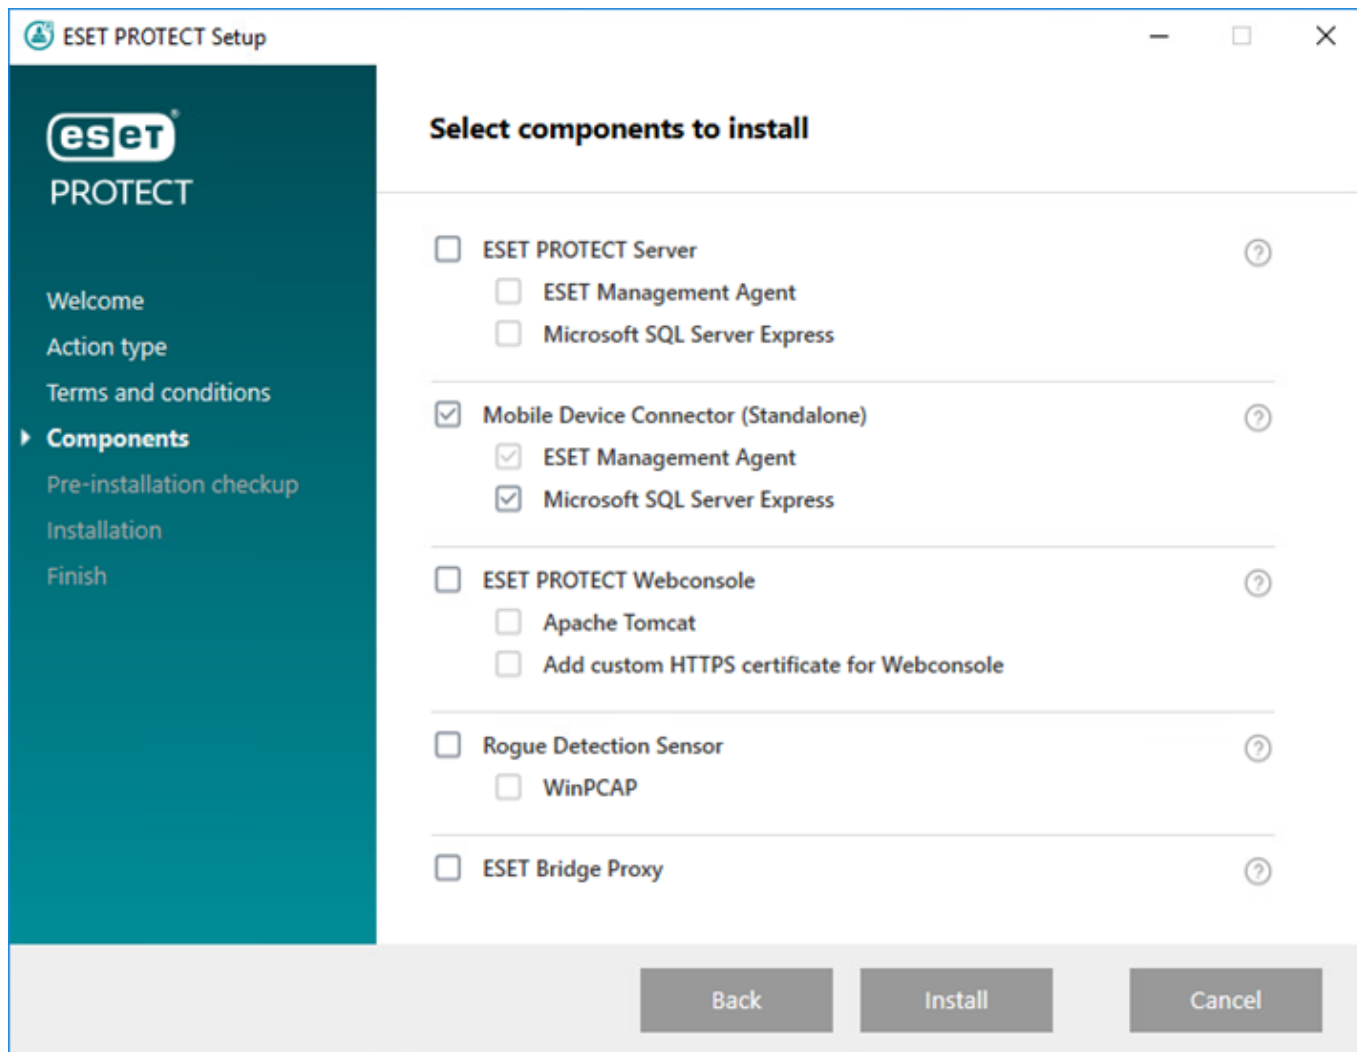 ESET PROTECT Setup
eset®
PROTECT
Welcome
Action type
Terms and conditions
Components
Pre-installation checkup
Installation
Finish
Select components to install
ESET PROTECT Server
ESET Management Agent
Microsoft SQL Server Express
Mobile Device Connector (Standalone)
ESET Management Agent
Microsoft SQL Server Express
ESET PROTECT Webconsole
Apache Tomcat
Add custom HTTPS certificate for Webconsole
Rogue Detection Sensor
WinPCAP
ESET Bridge Proxy
Back
Install
Cancel